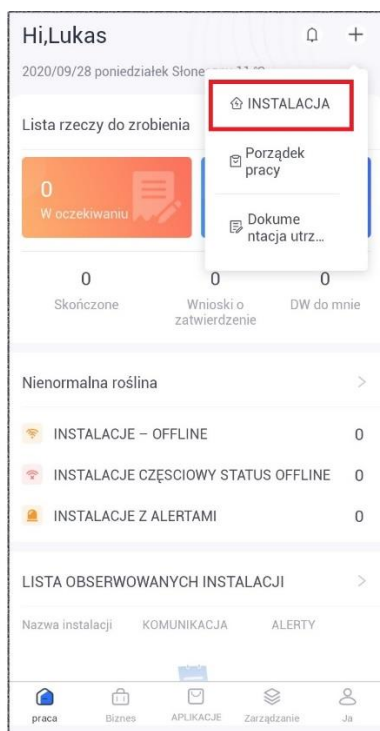 Hi,Lukas
2020/09/28 poniedziałek
INSTALACJA
Lista rzeczy do zrobienia
Porządek
pracy
0
W oczekiwaniu
Dokume
ntacja utrz...
0 0 0
Skończone Wnioski o DW do mnie
zatwierdzenie
Nienormalna roślina
INSTALACJE – OFFLINE 0
INSTALACJE CZĘSCIOWY STATUS OFFLINE 0
INSTALACJE Z ALERTAMI 0
LISTA OBSERWOWANYCH INSTALACJI
Nazwa instalacji KOMUNIKACJA ALERTY
praca Biznes APLIKACJE Zarządzanie Ja